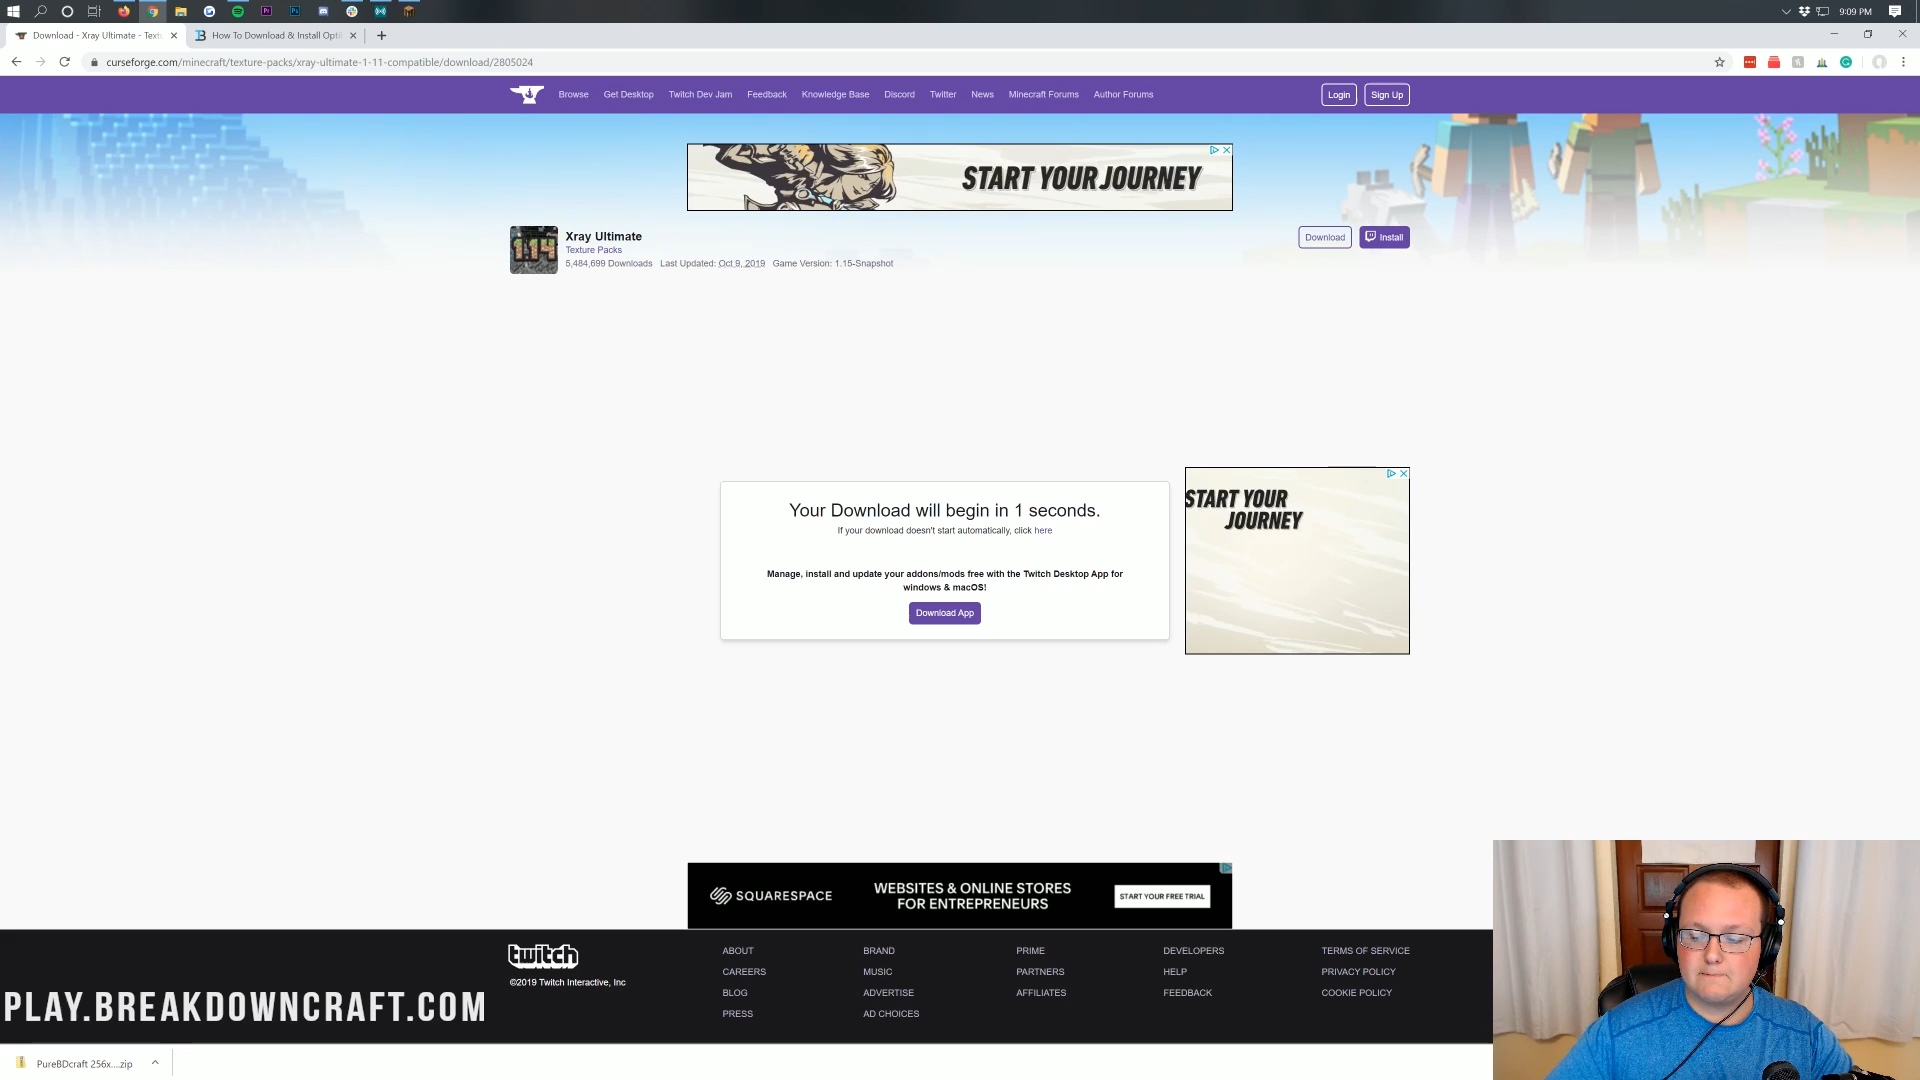 9:09 PM
Download - Xray Ultimate - Textu
How To Download & Install Opti
curseforge.com/minecraft/texture-packs/xray-ultimate-1-11-compatible/download/2805024
Browse Get Desktop Twitch Dev Jam Feedback Knowledge Base Discord Twitter News Minecraft Forums Author Forums Login Sign Up
START YOUR JOURNEY
Xray Ultimate
Texture Packs
5,484,699 Downloads Last Updated: Oct 9, 2019 Game Version: 1.15-Snapshot
Download Install
Your Download will begin in 1 seconds.
If your download doesn't start automatically, click here
Manage, install and update your addons/mods free with the Twitch Desktop App for
windows & macOS!
Download App
START YOUR
JOURNEY
SQUARESPACE
WEBSITES & ONLINE STORES
FOR ENTREPRENEURS
START YOUR FREE TRIAL
twitch
©2019 Twitch Interactive, Inc
ABOUT BRAND PRIME DEVELOPERS TERMS OF SERVICE
CAREERS MUSIC PARTNERS HELP PRIVACY POLICY
BLOG ADVERTISE AFFILIATES FEEDBACK COOKIE POLICY
PRESS AD CHOICES
PLAY.BREAKDOWNCRAFT.COM
PureBDcraft 256x....zip